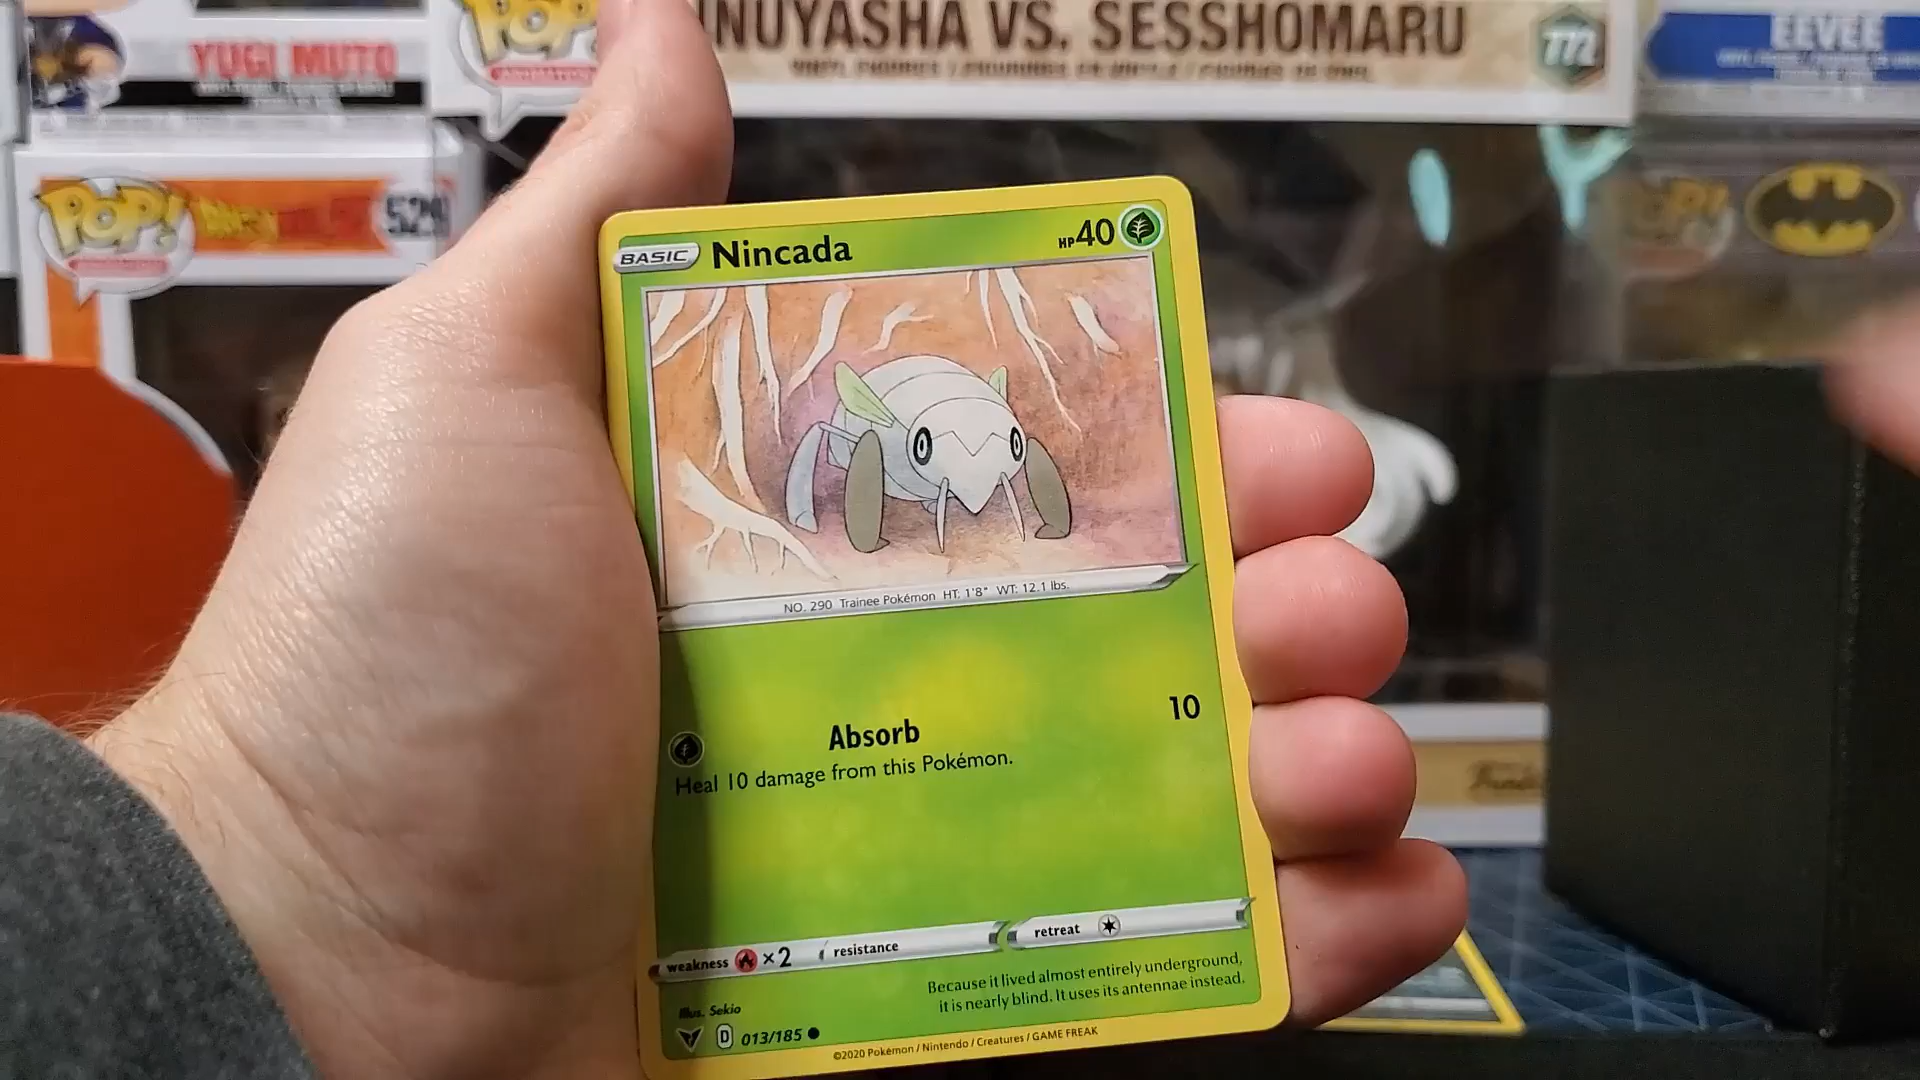 YUGI MUTO
INUYASHA VS. SESSHOMARU
772
EEVEE
POP!
529
BASIC Nincada HP40
NO. 290 Trainee Pokémon HT: 1'8" WT: 12.1 lbs.
Absorb 10
Heal 10 damage from this Pokémon.
weakness ×2 resistance retreat
Because it lived almost entirely underground,
it is nearly blind. It uses its antennae instead.
Illus. Sekio
D 013/185
©2020 Pokémon / Nintendo / Creatures / GAME FREAK